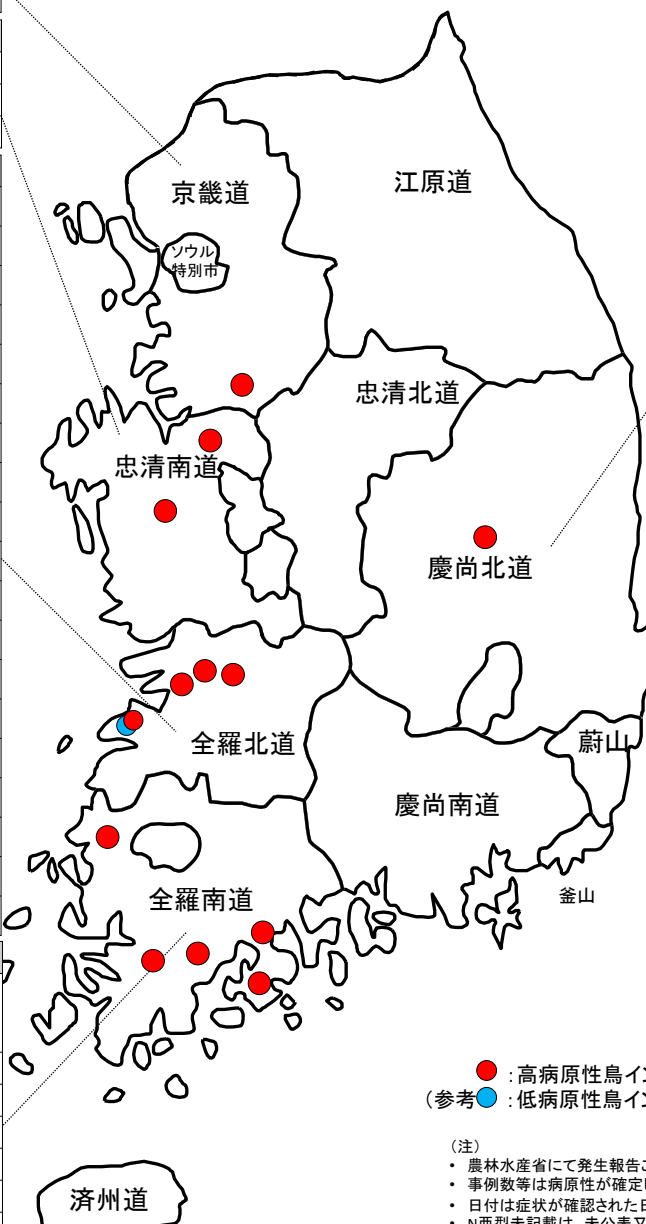 江原道
京畿道
ソウル
特別市
忠清北道
忠清南道
慶尚北道
全羅北道
蔚山
慶尚南道
釜山
全羅南道
：高病原性鳥イン
（参考 ：低病原性鳥イン
（注）
• 農林水産省にて発生報告
• 事例数等は病原性が確定
• 日付は症状が確認された日
済州道